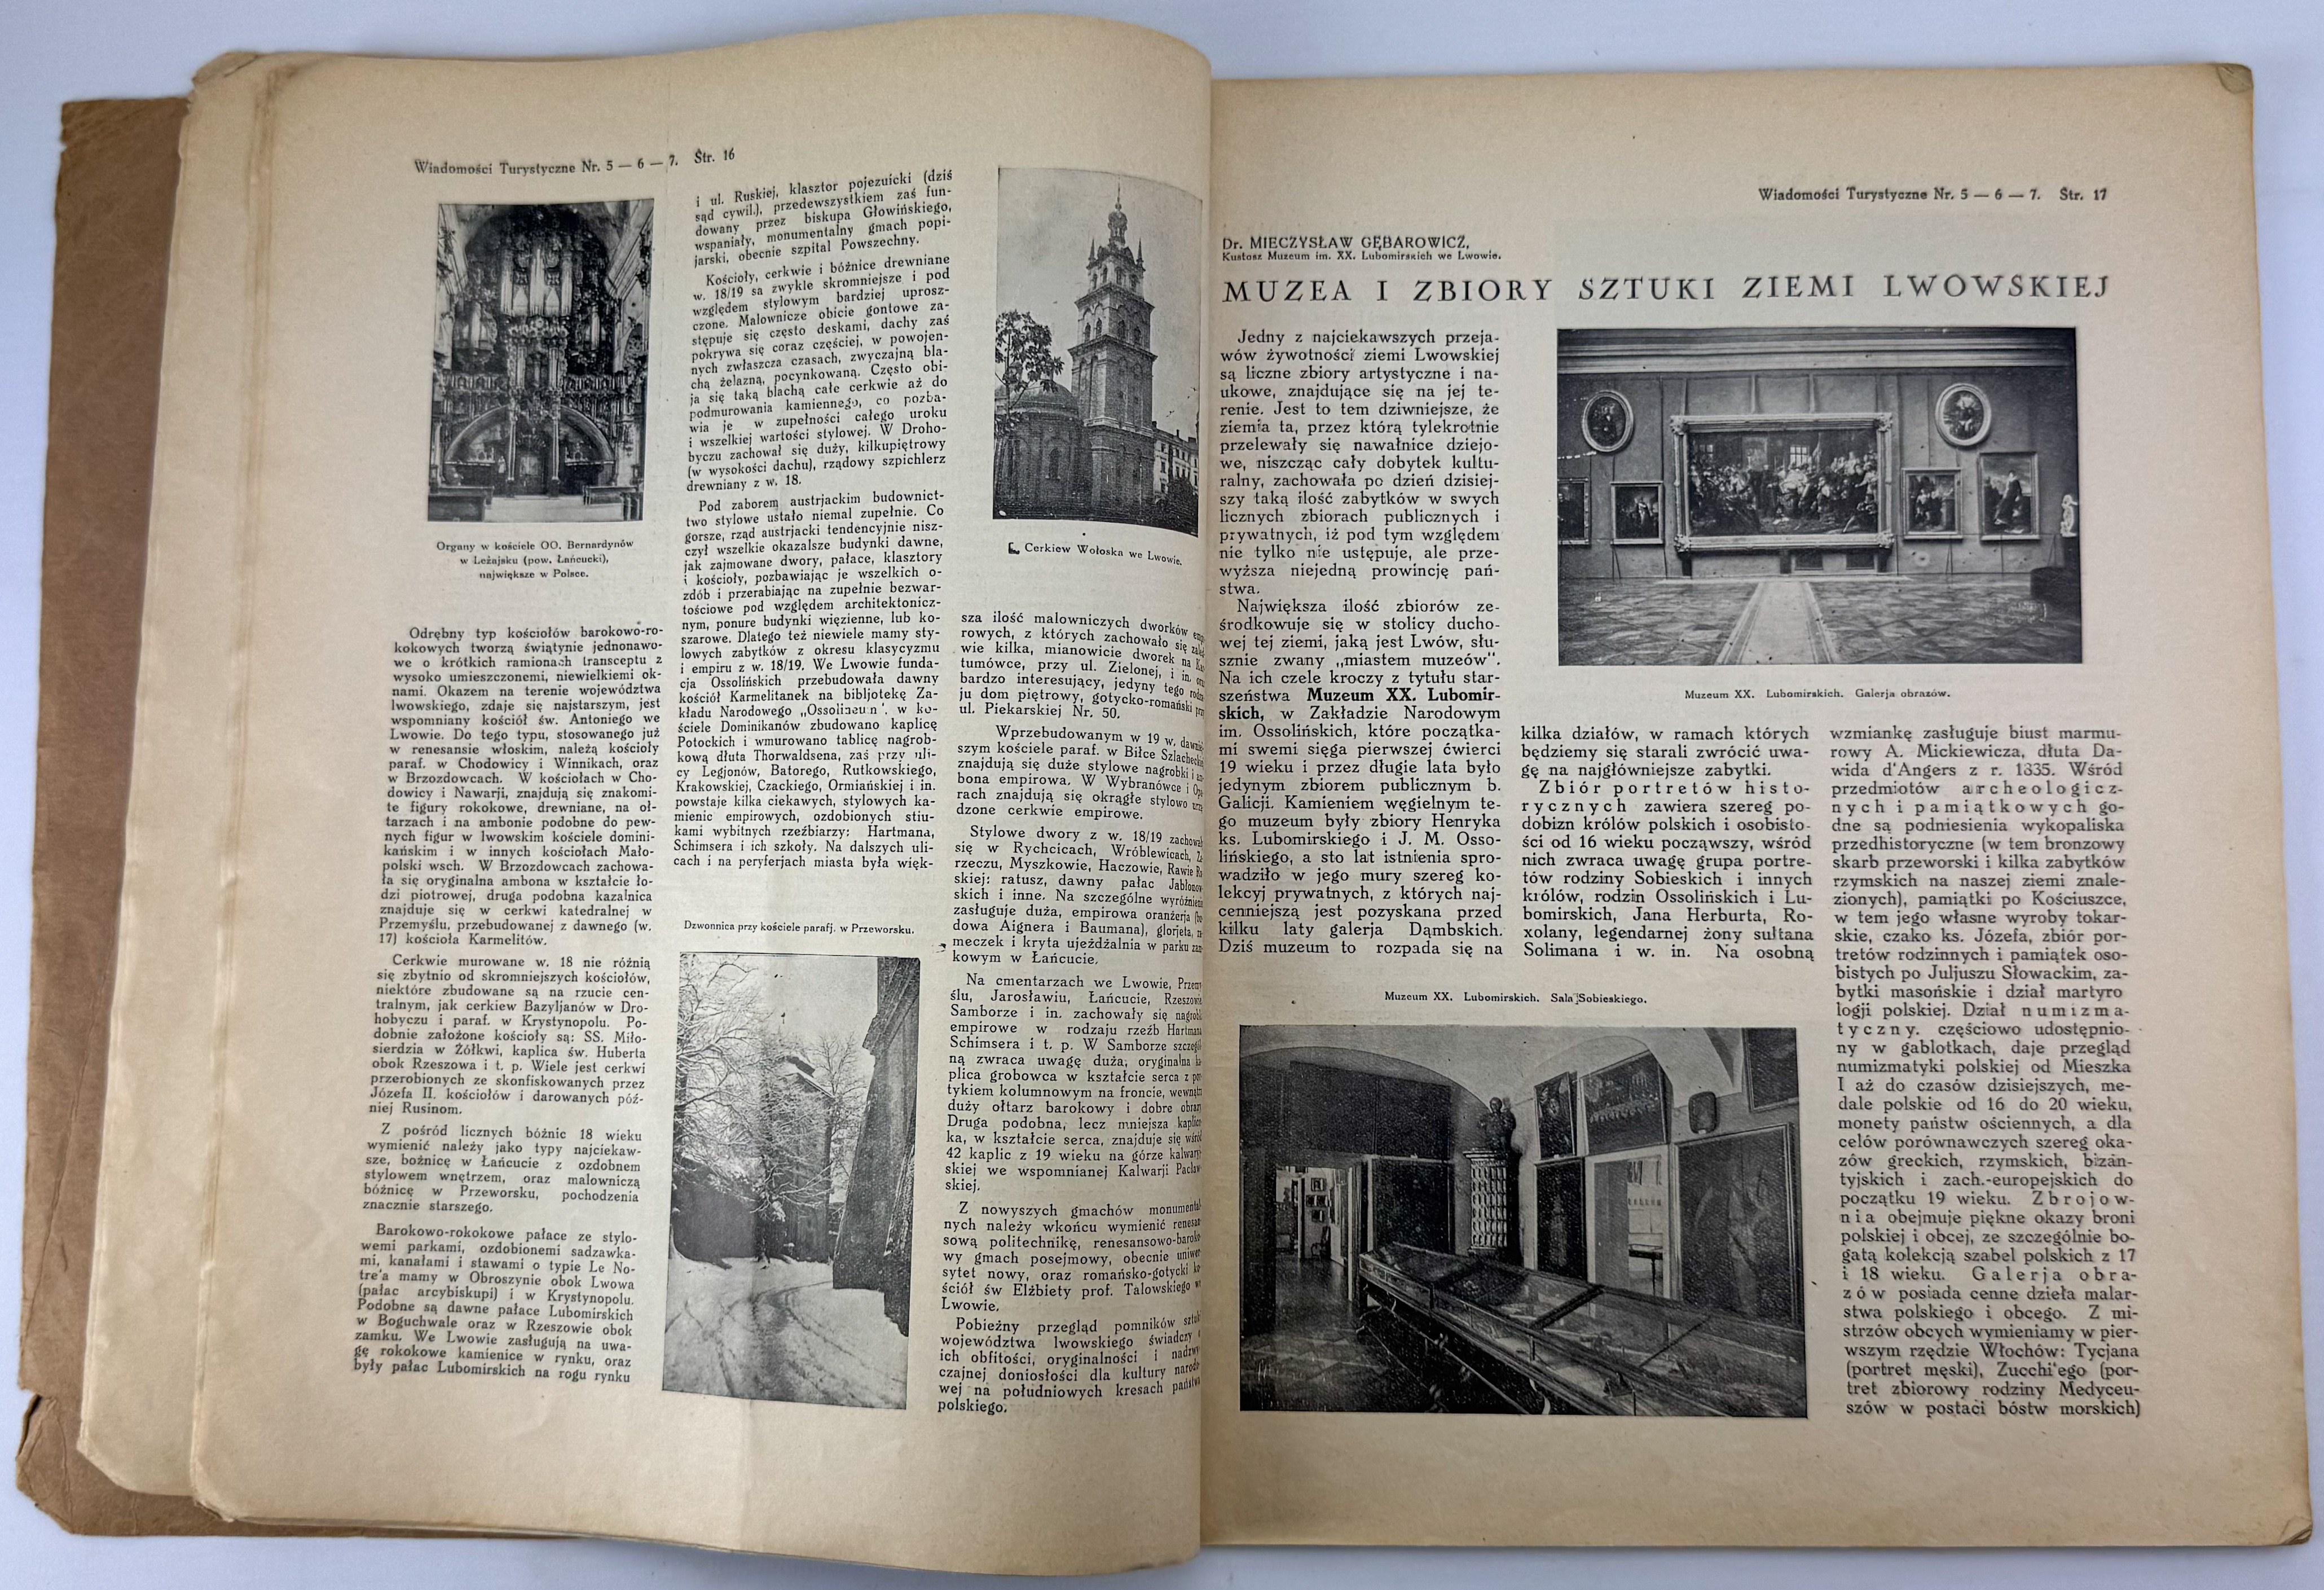 Wiadomości Turystyczne Nr. 5 — 6 — 7. Str. 16
Organy w kościele OO. Bernardynów
w Leżajsku (pow. Łańcucki),
największe w Polsce.
Odrębny typ kościołów barokowo-ro-
kokowych tworzą świątynie jednonawo-
we o krótkich ramionach transceptu z
wysoko umieszczonemi, niewielkiemi ok-
nami. Okazem na terenie województwa
lwowskiego, zdaje się najstarszym, jest
wspomniany kościół św. Antoniego we
Lwowie. Do tego typu, stosowanego już
w renesansie włoskim, należą kościoły
paraf. w Chodowicy i Winnikach, oraz
w Brzozdowcach. W kościołach w Cho-
dowicy i Nawarji, znajdują się znakomi-
te figury rokokowe, drewniane, na oł-
tarzach i na ambonie podobne do pew-
nych figur w lwowskim kościele domini-
kańskim i w innych kościołach Mało-
polski wsch. W Brzozdowcach zachowa-
ła się oryginalna ambona w kształcie ło-
dzi piotrowej, druga podobna kazalnica
znajduje się w cerkwi katedralnej w
Przemyślu, przebudowanej z dawnego (w.
17) kościoła Karmelitów.
Cerkwie murowane w. 18 nie różnią
się zbytnio od skromniejszych kościołów,
niektóre zbudowane są na rzucie cen-
tralnym, jak cerkiew Bazyljanów w Dro-
hobyczu i paraf. w Krystynopolu. Po-
dobnie założone kościoły są: SS. Miło-
sierdzia w Żółkwi, kaplica św. Huberta
obok Rzeszowa i t. p. Wiele jest cerkwi
przerobionych ze skonfiskowanych przez
Józefa II. kościołów i darowanych póź-
niej Rusinom.
Z pośród licznych bóżnic 18 wieku
wymienić należy jako typy najciekaw-
sze, bożnicę w Łańcucie z ozdobnem
stylowem wnętrzem, oraz malowniczą
bóżnicę w Przeworsku, pochodzenia
znacznie starszego.
Barokowo-rokokowe pałace ze stylo-
wemi parkami, ozdobionemi sadzawka-
mi, kanałami i stawami o typie Le No-
tre'a mamy w Obroszynie obok Lwowa
(pałac arcybiskupi) i w Krystynopolu.
Podobne są dawne pałace Lubomirskich
w Boguchwale oraz w Rzeszowie obok
zamku. We Lwowie zasługują na uwa-
gę rokokowe kamienice w rynku, oraz
były pałac Lubomirskich na rogu rynku
i ul. Ruskiej, klasztor pojezuicki (dziś
sąd cywil.), przedewszystkiem zaś fun-
dowany przez biskupa Głowińskiego,
wspaniały, monumentalny gmach popi-
jarski, obecnie szpital Powszechny.
Kościoły, cerkwie i bóżnice drewniane
w. 18/19 sa zwykle skromniejsze i pod
względem stylowym bardziej uprosz-
czone. Malownicze obicie gontowe za-
stępuje się często deskami, dachy zaś
pokrywa się coraz częściej, w powojen-
nych zwłaszcza czasach, zwyczajną bla-
chą żelazną, pocynkowaną. Często obi-
ja się taką blachą całe cerkwie aż do
podmurowania kamiennego, co pozba-
wia je w zupełności całego uroku
i wszelkiej wartości stylowej. W Droho-
byczu zachował się duży, kilkupiętrowy
(w wysokości dachu), rządowy szpichlerz
drewniany z w. 18.
Pod zaborem austrjackim budownict-
two stylowe ustało niemal zupełnie. Co
gorsze, rząd austrjacki tendencyjnie nisz-
czył wszelkie okazalsze budynki dawne,
jak zajmowane dwory, pałace, klasztory
i kościoły, pozbawiając je wszelkich o-
zdób i przerabiając na zupełnie bezwar-
tościowe pod względem architektonicz-
nym, ponure budynki więzienne, lub ko-
szarowe. Dlatego też niewiele mamy sty-
lowych zabytków z okresu klasycyzmu
i empiru z w. 18/19. We Lwowie funda-
cja Ossolińskich przebudowała dawny
kościół Karmelitanek na bibljotekę Za-
kładu Narodowego „Ossolineum", w ko-
ściele Dominikanów zbudowano kaplicę
Potockich i wmurowano tablicę nagrob-
kową dłuta Thorwaldsena, zaś przy uli-
cy Legjonów, Batorego, Rutkowskiego,
Krakowskiej, Czackiego, Ormiańskiej i in.
powstaje kilka ciekawych, stylowych ka-
mienic empirowych, ozdobionych stiu-
kami wybitnych rzeźbiarzy: Hartmana,
Schimsera i ich szkoły. Na dalszych uli-
cach i na peryferjach miasta była więk-
Dzwonnica przy kościele parafj. w Przeworsku.
Cerkiew Wołoska we Lwowie.
sza ilość malowniczych dworków
rowych, z których zachowało się
wie kilka, mianowicie dworek na
tumówce, przy ul. Zielonej, i in.
bardzo interesujący, jedyny tego
ju dom piętrowy, gotycko-romański
ul. Piekarskiej Nr. 50.
Wprzebudowanym w 19 w.
szym kościele paraf. w Biłce
znajdują się duże stylowe nagrobki i
bona empirowa. W Wybranówce i
rach znajdują się okrągłe stylowo
dzone cerkwie empirowe.
Stylowe dwory z w. 18/19
się w Rychcicach, Wróblewicach,
rzeczu, Myszkowie, Haczowie, Rawie
skiej: ratusz, dawny pałac
skich i inne. Na szczególne
zasługuje duża, empirowa oranżerja
dowa Aignera i Baumana), glorjeta,
meczek i kryta ujeżdżalnia w parku
kowym w Łańcucie.
Na cmentarzach we Lwowie,
ślu, Jarosławiu, Łańcucie, Rzeszowie
Samborze i in. zachowały się
empirowe w rodzaju rzeźb Hartmana
Schimsera i t. p. W Samborze
ną zwraca uwagę duża, oryginalna
plica grobowca w kształcie serca z
tykiem kolumnowym na froncie,
duży ołtarz barokowy i dobre
Druga podobna, lecz mniejsza
ka, w kształcie serca, znajduje się wśród
42 kaplic z 19 wieku na górze
skiej we wspomnianej Kalwarji
skiej.
Z nowyszych gmachów
nych należy wkońcu wymienić
sową politechnikę,
wy gmach posejmowy, obecnie
sytet nowy, oraz romańsko-gotycki
ściół św Elżbiety prof. Talowskiego
Lwowie.
Pobieżny przegląd pomników
województwa lwowskiego świadczy
ich obfitości, oryginalności i
czajnej doniosłości dla kultury
wej na południowych kresach
polskiego.
Wiadomości Turystyczne Nr. 5 — 6 — 7. Str. 17
Dr. MIECZYSŁAW GĘBAROWICZ,
Kustosz Muzeum im. XX. Lubomirskich we Lwowie.
MUZEA I ZBIORY SZTUKI ZIEMI LWOWSKIEJ
Jedny z najciekawszych przeja-
wów żywotności ziemi Lwowskiej
są liczne zbiory artystyczne i na-
ukowe, znajdujące się na jej te-
renie. Jest to tem dziwniejsze, że
ziemia ta, przez którą tylekrotnie
przelewały się nawałnice dziejo-
we, niszcząc cały dobytek kultu-
ralny, zachowała po dzień dzisiej-
szy taką ilość zabytków w swych
licznych zbiorach publicznych i
prywatnych, iż pod tym względem
nie tylko nie ustępuje, ale prze-
wyższa niejedną prowincję pań-
stwa.
Największa ilość zbiorów ze-
środkowuje się w stolicy ducho-
wej tej ziemi, jaką jest Lwów, słu-
sznie zwany „miastem muzeów".
Na ich czele kroczy z tytułu star-
szeństwa Muzeum XX. Lubomir-
skich, w Zakładzie Narodowym
im. Ossolińskich, które początka-
mi swemi sięga pierwszej ćwierci
19 wieku i przez długie lata było
jedynym zbiorem publicznym b.
Galicji. Kamieniem węgielnym te-
go muzeum były zbiory Henryka
ks. Lubomirskiego i J. M. Osso-
lińskiego, a sto lat istnienia spro-
wadziło w jego mury szereg ko-
lekcyj prywatnych, z których naj-
cenniejszą jest pozyskana przed
kilku laty galerja Dąmbskich.
Dziś muzeum to rozpada się na
Muzeum XX. Lubomirskich. Galerja obrazów.
kilka działów, w ramach których
będziemy się starali zwrócić uwa-
gę na najgłówniejsze zabytki.
Zbiór portretów histo-
rycznych zawiera szereg po-
dobizn królów polskich i osobisto-
ści od 16 wieku począwszy, wśród
nich zwraca uwagę grupa portre-
tów rodziny Sobieskich i innych
królów, rodzin Ossolińskich i Lu-
bomirskich, Jana Herburta, Ro-
xolany, legendarnej żony sułtana
Solimana i w. in. Na osobną
wzmiankę zasługuje biust marmu-
rowy A. Mickiewicza, dłuta Da-
wida d'Angers z r. 1835. Wśród
przedmiotów archeologicz-
nych i pamiątkowych go-
dne są podniesienia wykopaliska
przedhistoryczne (w tem bronzowy
skarb przeworski i kilka zabytków
rzymskich na naszej ziemi znale-
zionych), pamiątki po Kościuszce,
w tem jego własne wyroby tokar-
skie, czako ks. Józefa, zbiór por-
tretów rodzinnych i pamiątek oso-
bistych po Juljuszu Słowackim, za-
bytki masońskie i dział martyro
logji polskiej. Dział numizma-
tyczny. częściowo udostępnio-
ny w gablotkach, daje przegląd
numizmatyki polskiej od Mieszka
I aż do czasów dzisiejszych, me-
dale polskie od 16 do 20 wieku,
monety państw ościennych, a dla
celów porównawczych szereg oka-
zów greckich, rzymskich, bizan-
tyjskich i zach.-europejskich do
początku 19 wieku. Zbrojow-
nia obejmuje piękne okazy broni
polskiej i obcej, ze szczególnie bo-
gatą kolekcją szabel polskich z 17
i 18 wieku. Galerja obra-
zów posiada cenne dzieła malar-
stwa polskiego i obcego. Z mi-
strzów obcych wymieniamy w pier-
wszym rzędzie Włochów: Tycjana
(portret męski), Zucchi'ego (por-
tret zbiorowy rodziny Medyceu-
szów w postaci bóstw morskich)
Muzeum XX. Lubomirskich. Sala Sobieskiego.